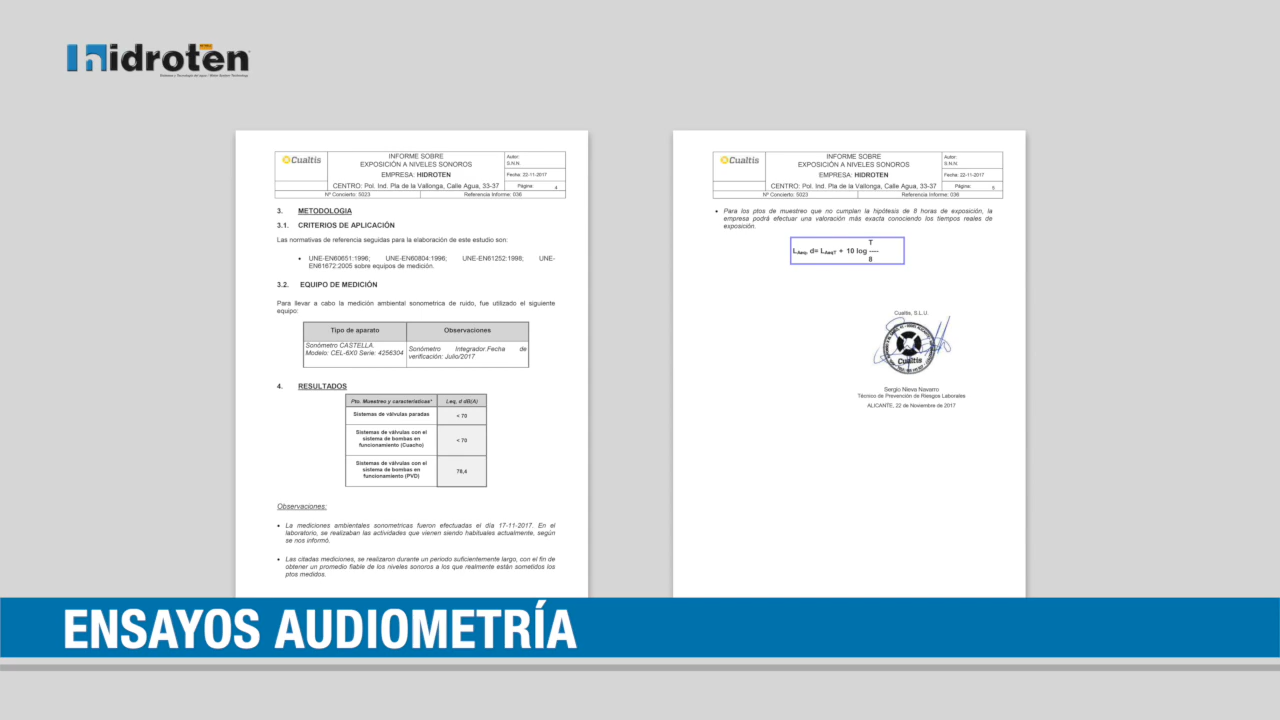 hidroten
Cualtis
INFORME SOBRE
EXPOSICIÓN A NIVELES SONOROS
EMPRESA: HIDROTEN
CENTRO: Pol. Ind. Pla de la Vallonga, Calle Agua, 33-37
Autor:
S.N.N.
Fecha: 22-11-2017
Página: 4
Nº Concierto: 5023
Referencia Informe: 036
3. METODOLOGIA
3.1. CRITERIOS DE APLICACIÓN
Las normativas de referencia seguidas para la elaboración de este estudio son:
• UNE-EN60651:1996; UNE-EN60804:1996; UNE-EN61252:1998; UNE-
EN61672:2005 sobre equipos de medición.
3.2. EQUIPO DE MEDICIÓN
Para llevar a cabo la medición ambiental sonometrica de ruido, fue utilizado el siguiente
equipo:
Tipo de aparato
Observaciones
Sonómetro CASTELLA.
Modelo: CEL-6X0 Serie: 4256304
Sonómetro Integrador.Fecha de
verificación: Julio/2017
4. RESULTADOS
Pto. Muestreo y características*
Leq, d dB(A)
Sistemas de válvulas paradas
< 70
Sistemas de válvulas con el
sistema de bombas en
funcionamiento (Cuacho)
< 70
Sistemas de válvulas con el
sistema de bombas en
funcionamiento (PVD)
78,4
Observaciones:
• La mediciones ambientales sonometricas fueron efectuadas el día 17-11-2017. En el
laboratorio, se realizaban las actividades que vienen siendo habituales actualmente, según
se nos informó.
• Las citadas mediciones, se realizaron durante un periodo suficientemente largo, con el fin de
obtener un promedio fiable de los niveles sonoros a los que realmente están sometidos los
ptos medidos.
Cualtis
INFORME SOBRE
EXPOSICIÓN A NIVELES SONOROS
EMPRESA: HIDROTEN
CENTRO: Pol. Ind. Pla de la Vallonga, Calle Agua, 33-37
Autor:
S.N.N.
Fecha: 22-11-2017
Página: 5
Nº Concierto: 5023
Referencia Informe: 036
• Para los ptos de muestreo que no cumplan la hipótesis de 8 horas de exposición, la
empresa podrá efectuar una valoración más exacta conociendo los tiempos reales de
exposición.
T
LAeq, d= LAeqT + 10 log ----
8
Cualtis, S.L.U.
Cualtis
Sergio Nieva Navarro
Técnico de Prevención de Riesgos Laborales
ALICANTE, 22 de Noviembre de 2017
ENSAYOS AUDIOMETRÍA